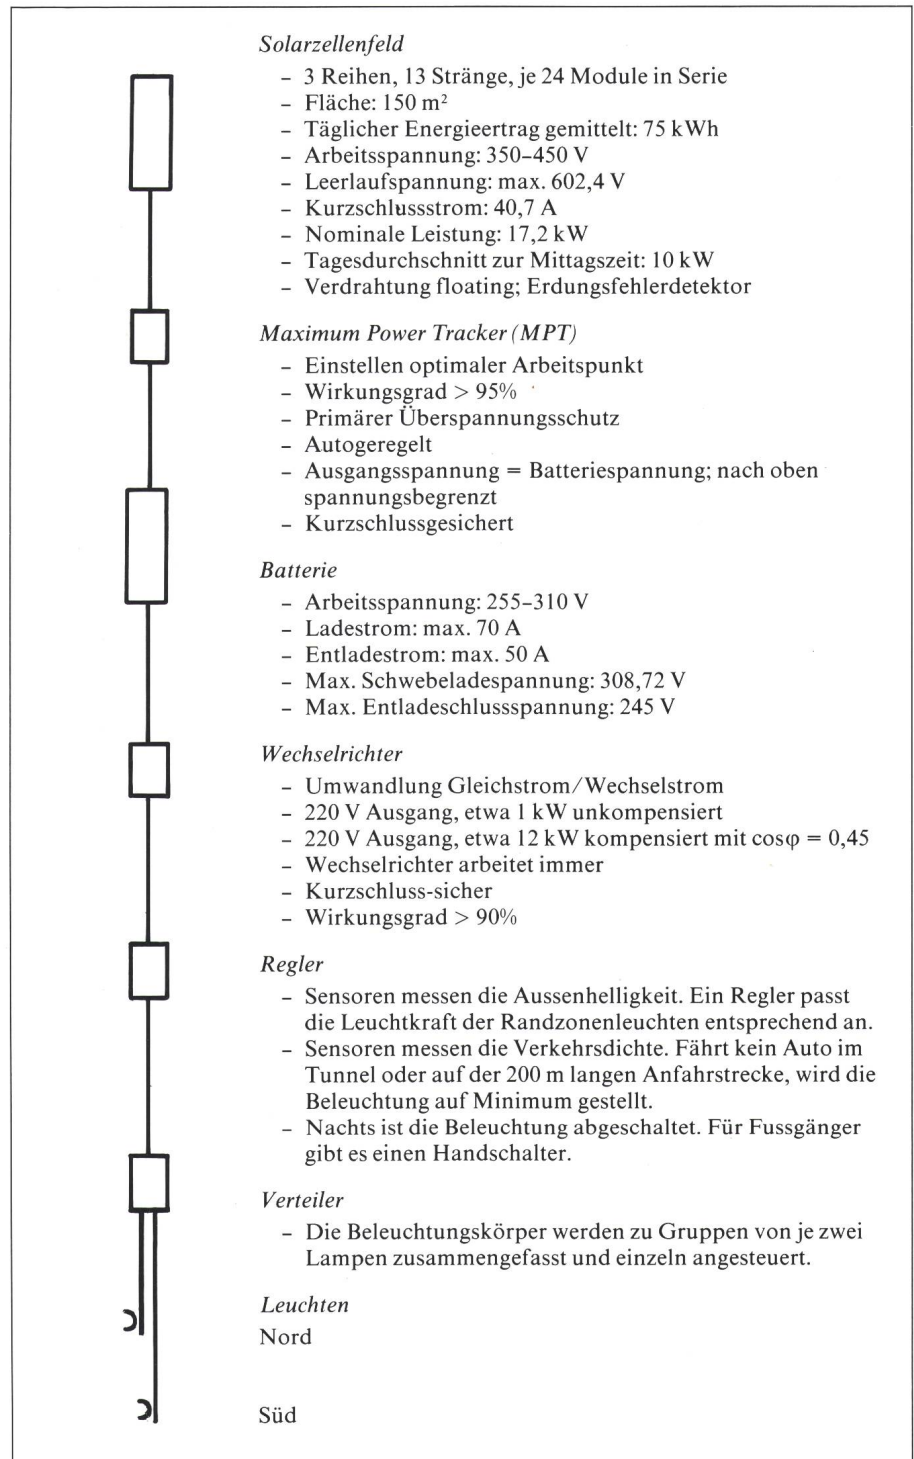 Solarzellenfeld
– 3 Reihen, 13 Stränge, je 24 Module in Serie
– Fläche: 150 m²
– Täglicher Energieertrag gemittelt: 75 kWh
– Arbeitsspannung: 350–450 V
– Leerlaufspannung: max. 602,4 V
– Kurzschlussstrom: 40,7 A
– Nominale Leistung: 17,2 kW
– Tagesdurchschnitt zur Mittagszeit: 10 kW
– Verdrahtung floating; Erdungsfehlerdetektor
Maximum Power Tracker (MPT)
– Einstellen optimaler Arbeitspunkt
– Wirkungsgrad > 95%
– Primärer Überspannungsschutz
– Autogeregelt
– Ausgangsspannung = Batteriespannung; nach oben
spannungsbegrenzt
– Kurzschlussgesichert
Batterie
– Arbeitsspannung: 255–310 V
– Ladestrom: max. 70 A
– Entladestrom: max. 50 A
– Max. Schwebeladespannung: 308,72 V
– Max. Entladeschlussspannung: 245 V
Wechselrichter
– Umwandlung Gleichstrom/Wechselstrom
– 220 V Ausgang, etwa 1 kW unkompensiert
– 220 V Ausgang, etwa 12 kW kompensiert mit cosφ = 0,45
– Wechselrichter arbeitet immer
– Kurzschluss-sicher
– Wirkungsgrad > 90%
Regler
– Sensoren messen die Aussenhelligkeit. Ein Regler passt
die Leuchtkraft der Randzonenleuchten entsprechend an.
– Sensoren messen die Verkehrsdichte. Fährt kein Auto im
Tunnel oder auf der 200 m langen Anfahrstrecke, wird die
Beleuchtung auf Minimum gestellt.
– Nachts ist die Beleuchtung abgeschaltet. Für Fussgänger
gibt es einen Handschalter.
Verteiler
– Die Beleuchtungskörper werden zu Gruppen von je zwei
Lampen zusammengefasst und einzeln angesteuert.
Leuchten
Nord
Süd